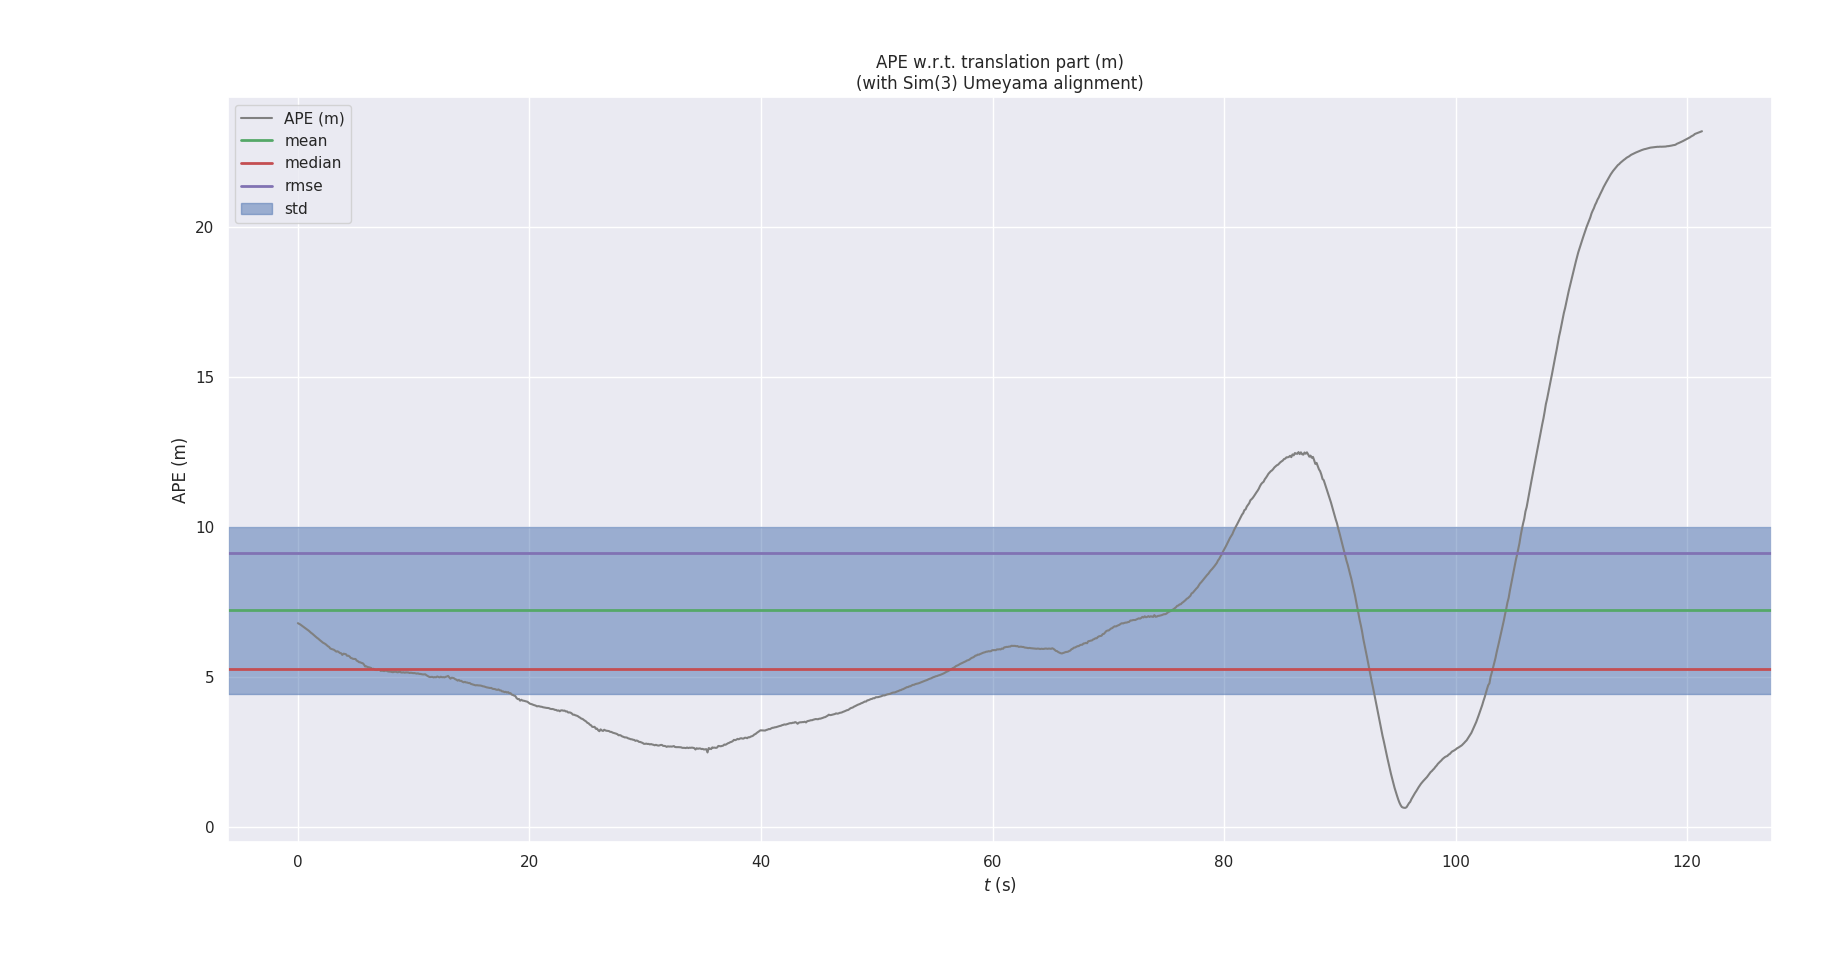 APE w.r.t. translation part (m)
(with Sim(3) Umeyama alignment)
APE (m)
mean
median
rmse
std
APE (m)
20
15
10
5
0
0 20 40 60 80 100 120
t (s)